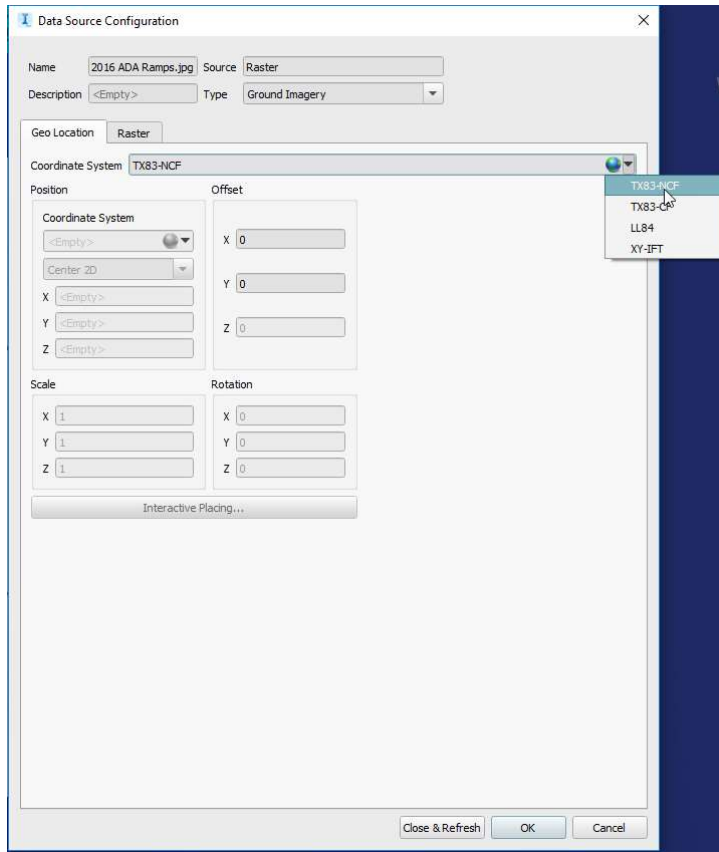 Data Source Configuration
Name 2016 ADA Ramps.jpg Source Raster
Description <Empty> Type Ground Imagery
Geo Location Raster
Coordinate System TX83-NCF
TX83-NCF
TX83-CF
LL84
XY-IFT
Position Offset
Coordinate System
<Empty>
Center 2D
X <Empty>
Y <Empty>
Z <Empty>
X 0
Y 0
Z 0
Scale Rotation
X 1 X 0
Y 1 Y 0
Z 1 Z 0
Interactive Placing...
Close & Refresh OK Cancel